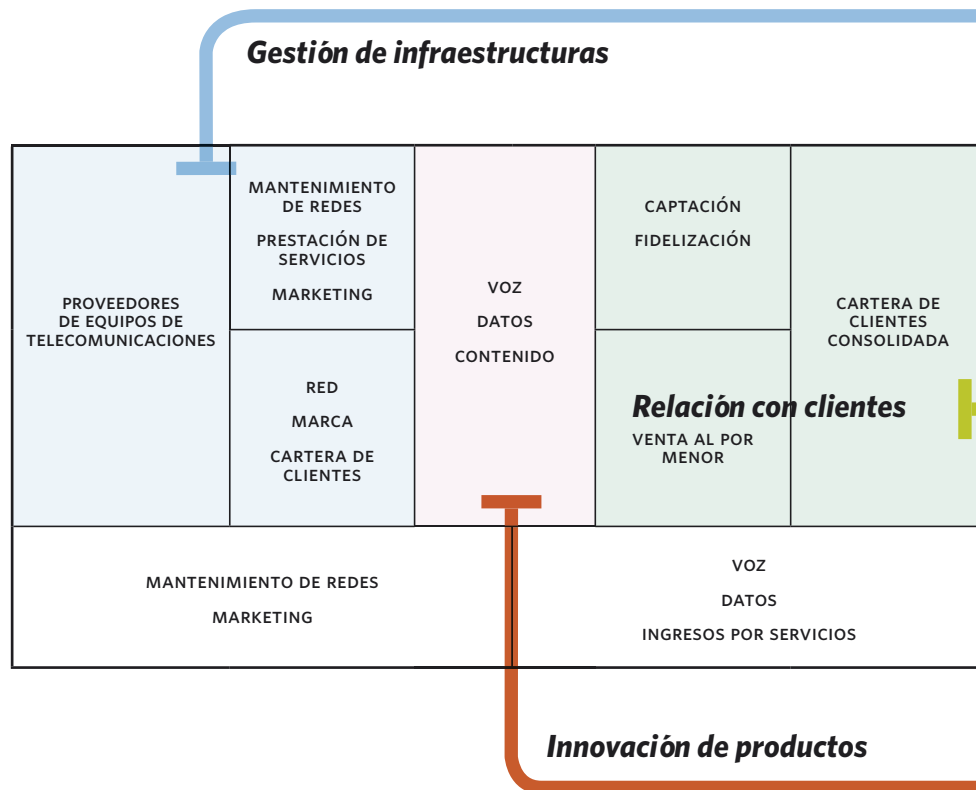 Gestión de infraestructuras
PROVEEDORES
DE EQUIPOS DE
TELECOMUNICACIONES
MANTENIMIENTO
DE REDES
PRESTACIÓN DE
SERVICIOS
MARKETING
RED
MARCA
CARTERA DE
CLIENTES
VOZ
DATOS
CONTENIDO
CAPTACIÓN
FIDELIZACIÓN
Relación con clientes
VENTA AL POR
MENOR
CARTERA DE
CLIENTES
CONSOLIDADA
MANTENIMIENTO DE REDES
MARKETING
VOZ
DATOS
INGRESOS POR SERVICIOS
Innovación de productos